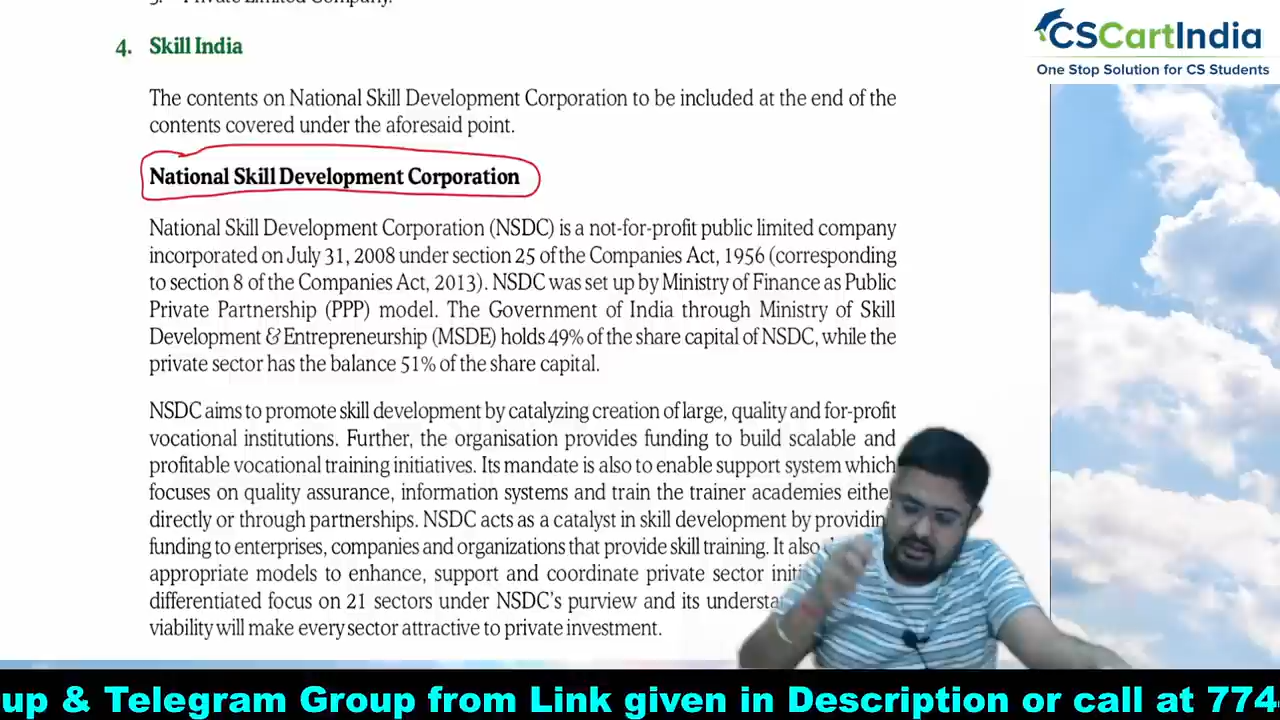 3. Private Limited Company.
CSCartIndia
One Stop Solution for CS Students
4. Skill India
The contents on National Skill Development Corporation to be included at the end of the
contents covered under the aforesaid point.
National Skill Development Corporation
National Skill Development Corporation (NSDC) is a not-for-profit public limited company
incorporated on July 31, 2008 under section 25 of the Companies Act, 1956 (corresponding
to section 8 of the Companies Act, 2013). NSDC was set up by Ministry of Finance as Public
Private Partnership (PPP) model. The Government of India through Ministry of Skill
Development & Entrepreneurship (MSDE) holds 49% of the share capital of NSDC, while the
private sector has the balance 51% of the share capital.
NSDC aims to promote skill development by catalyzing creation of large, quality and for-profit
vocational institutions. Further, the organisation provides funding to build scalable and
profitable vocational training initiatives. Its mandate is also to enable support system which
focuses on quality assurance, information systems and train the trainer academies either
directly or through partnerships. NSDC acts as a catalyst in skill development by providin
funding to enterprises, companies and organizations that provide skill training. It also
appropriate models to enhance, support and coordinate private sector
differentiated focus on 21 sectors under NSDC's purview and its
viability will make every sector attractive to private investment.
up & Telegram Group from Link given in Description or call at 774